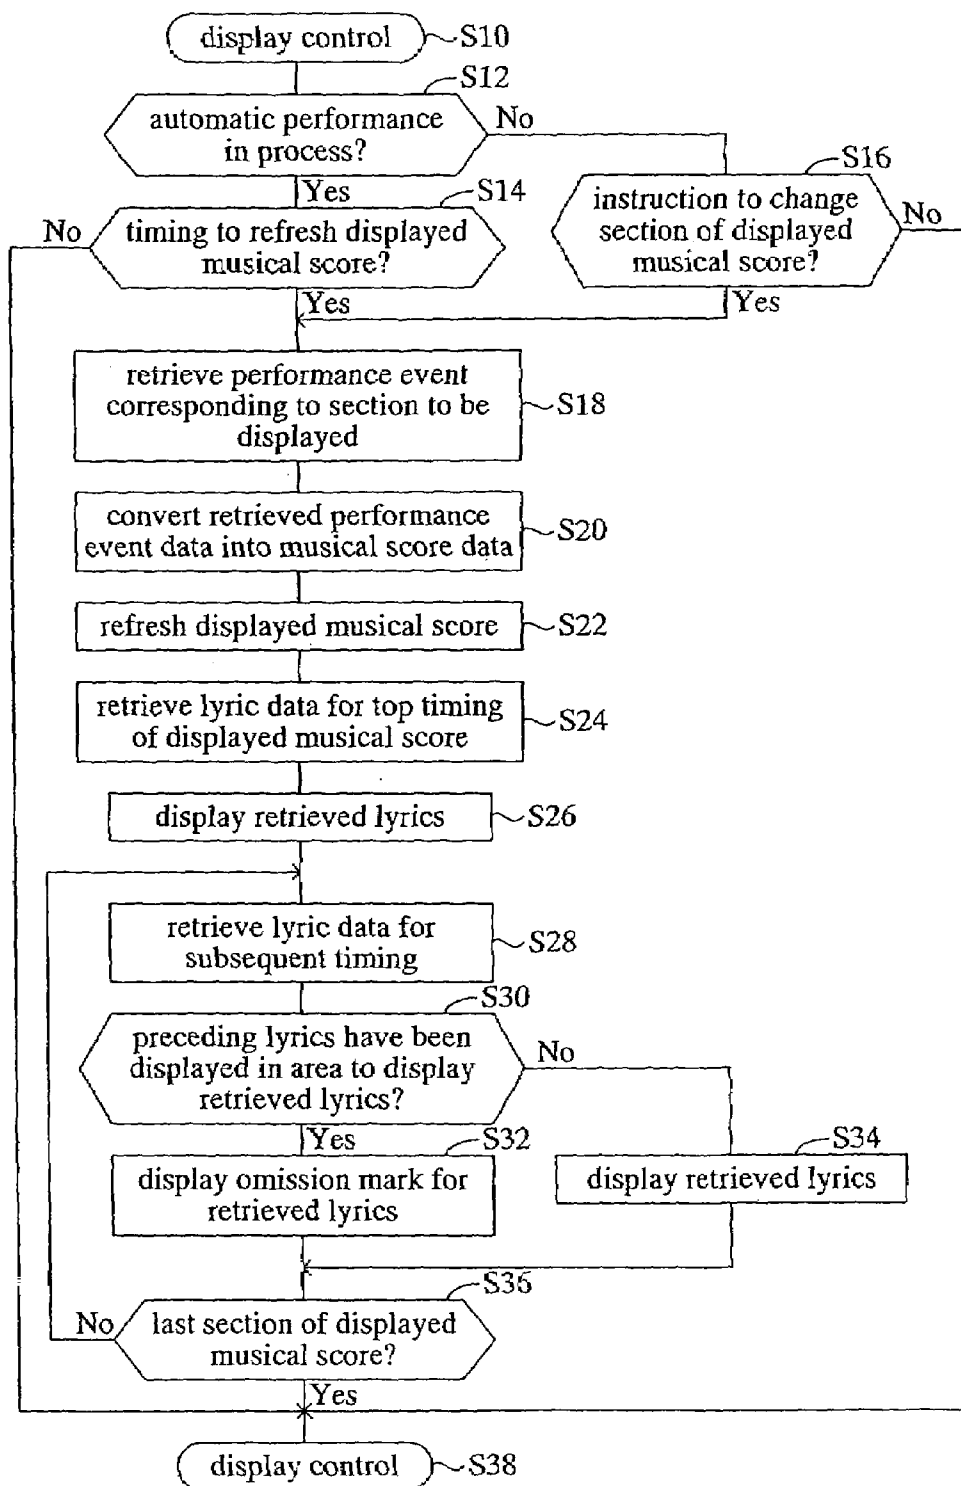 display control
S10
S12
automatic performance
in process?
No
Yes
S14
S16
No
timing to refresh displayed
musical score?
instruction to change
section of displayed
musical score?
No
Yes
Yes
retrieve performance event
corresponding to section to be
displayed
S18
convert retrieved performance
event data into musical score data
S20
refresh displayed musical score
S22
retrieve lyric data for top timing
of displayed musical score
S24
display retrieved lyrics
S26
retrieve lyric data for
subsequent timing
S28
S30
preceding lyrics have been
displayed in area to display
retrieved lyrics?
No
Yes
S32
S34
display omission mark for
retrieved lyrics
display retrieved lyrics
S36
No
last section of displayed
musical score?
Yes
display control
S38